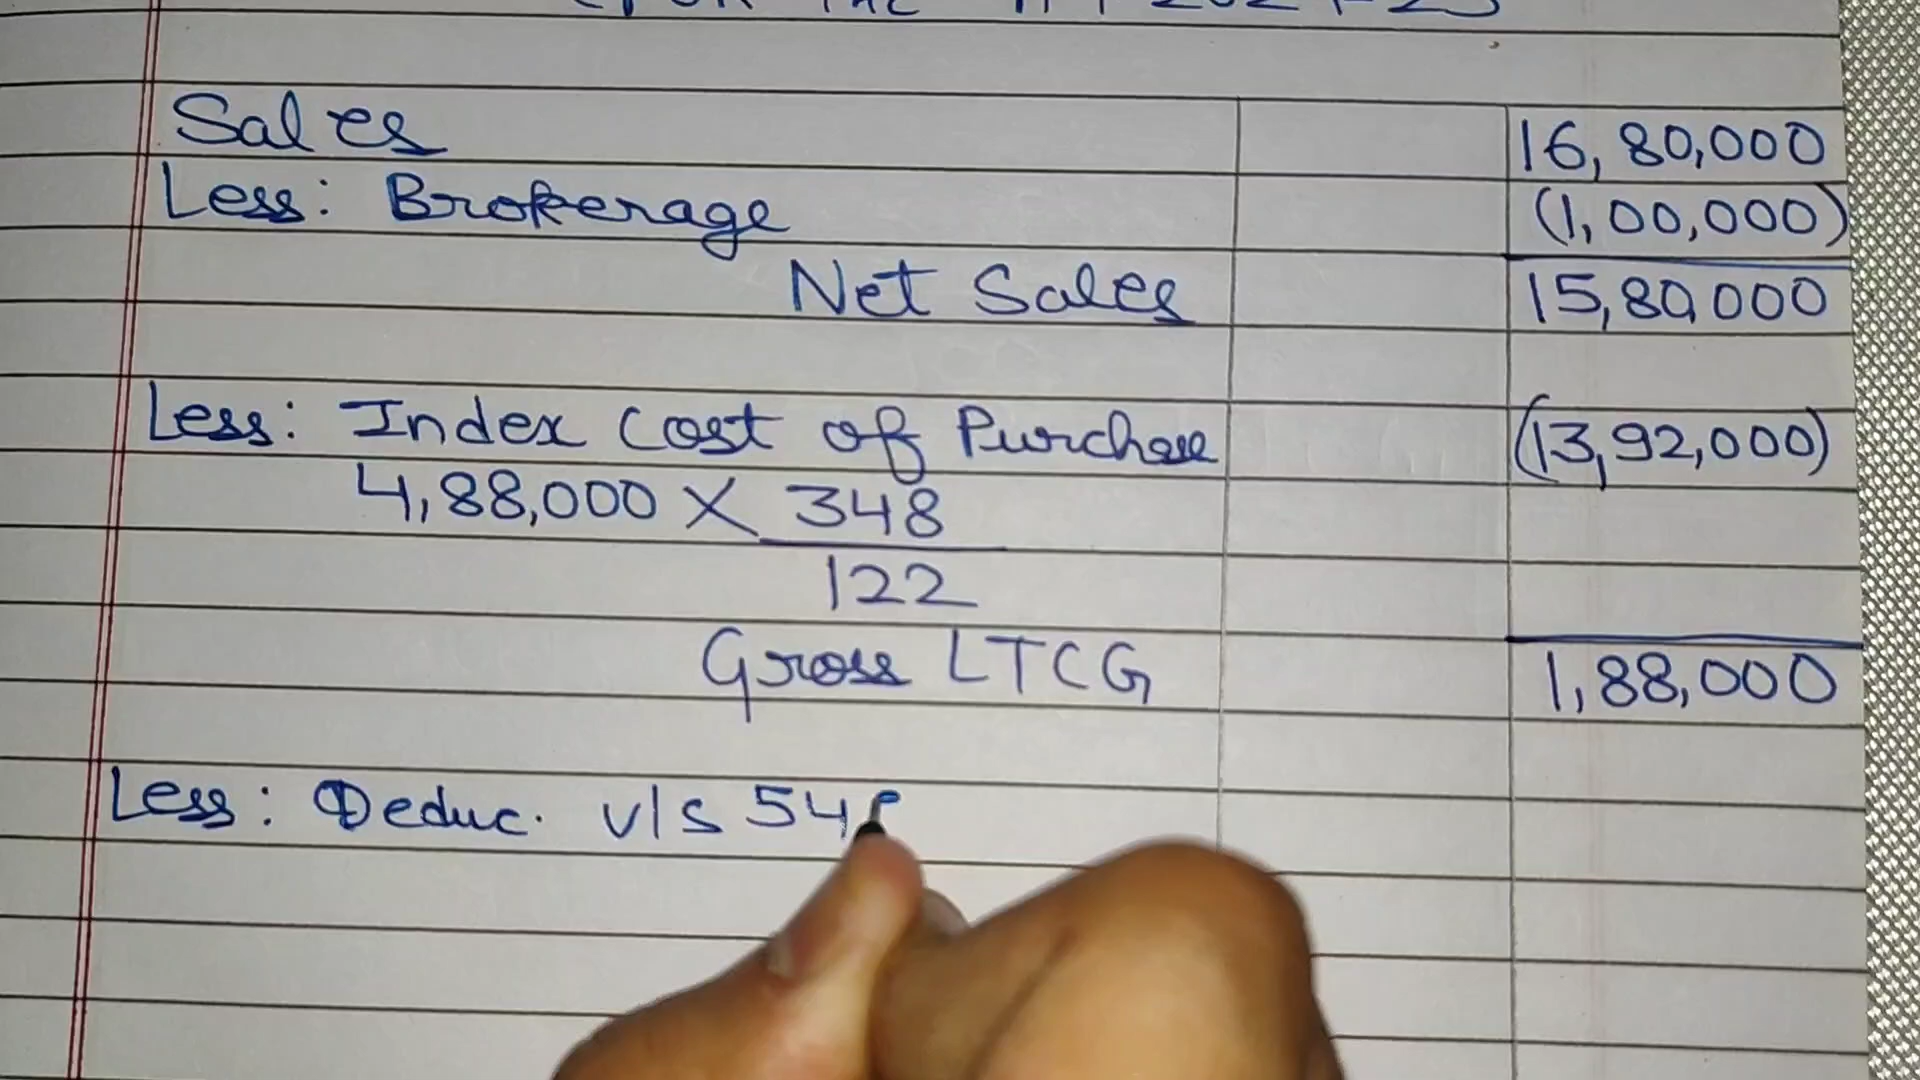 Sales 16,80,000
Less: Brokerage (1,00,000)
Net Sales 15,80,000
Less: Index Cost of Purchase (13,92,000)
4,88,000 X 348
122
Gross LTCG 1,88,000
Less: Deduc. v/s 54